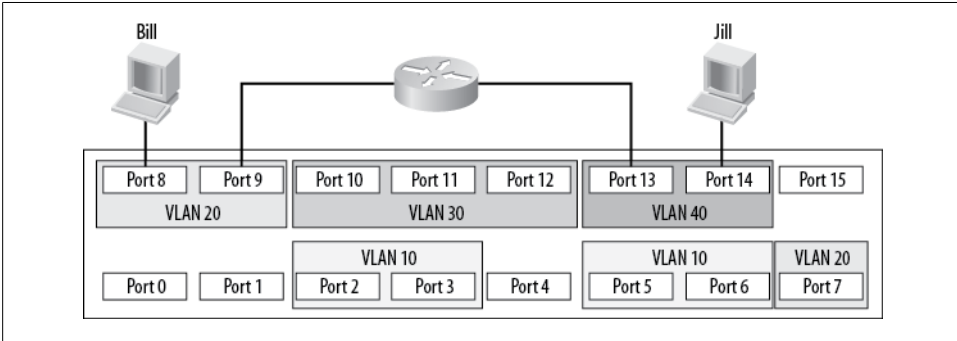 Bill
Jill
Port 8 Port 9 Port 10 Port 11 Port 12 Port 13 Port 14 Port 15
VLAN 20 VLAN 30 VLAN 40
VLAN 10 VLAN 10 VLAN 20
Port 0 Port 1 Port 2 Port 3 Port 4 Port 5 Port 6 Port 7